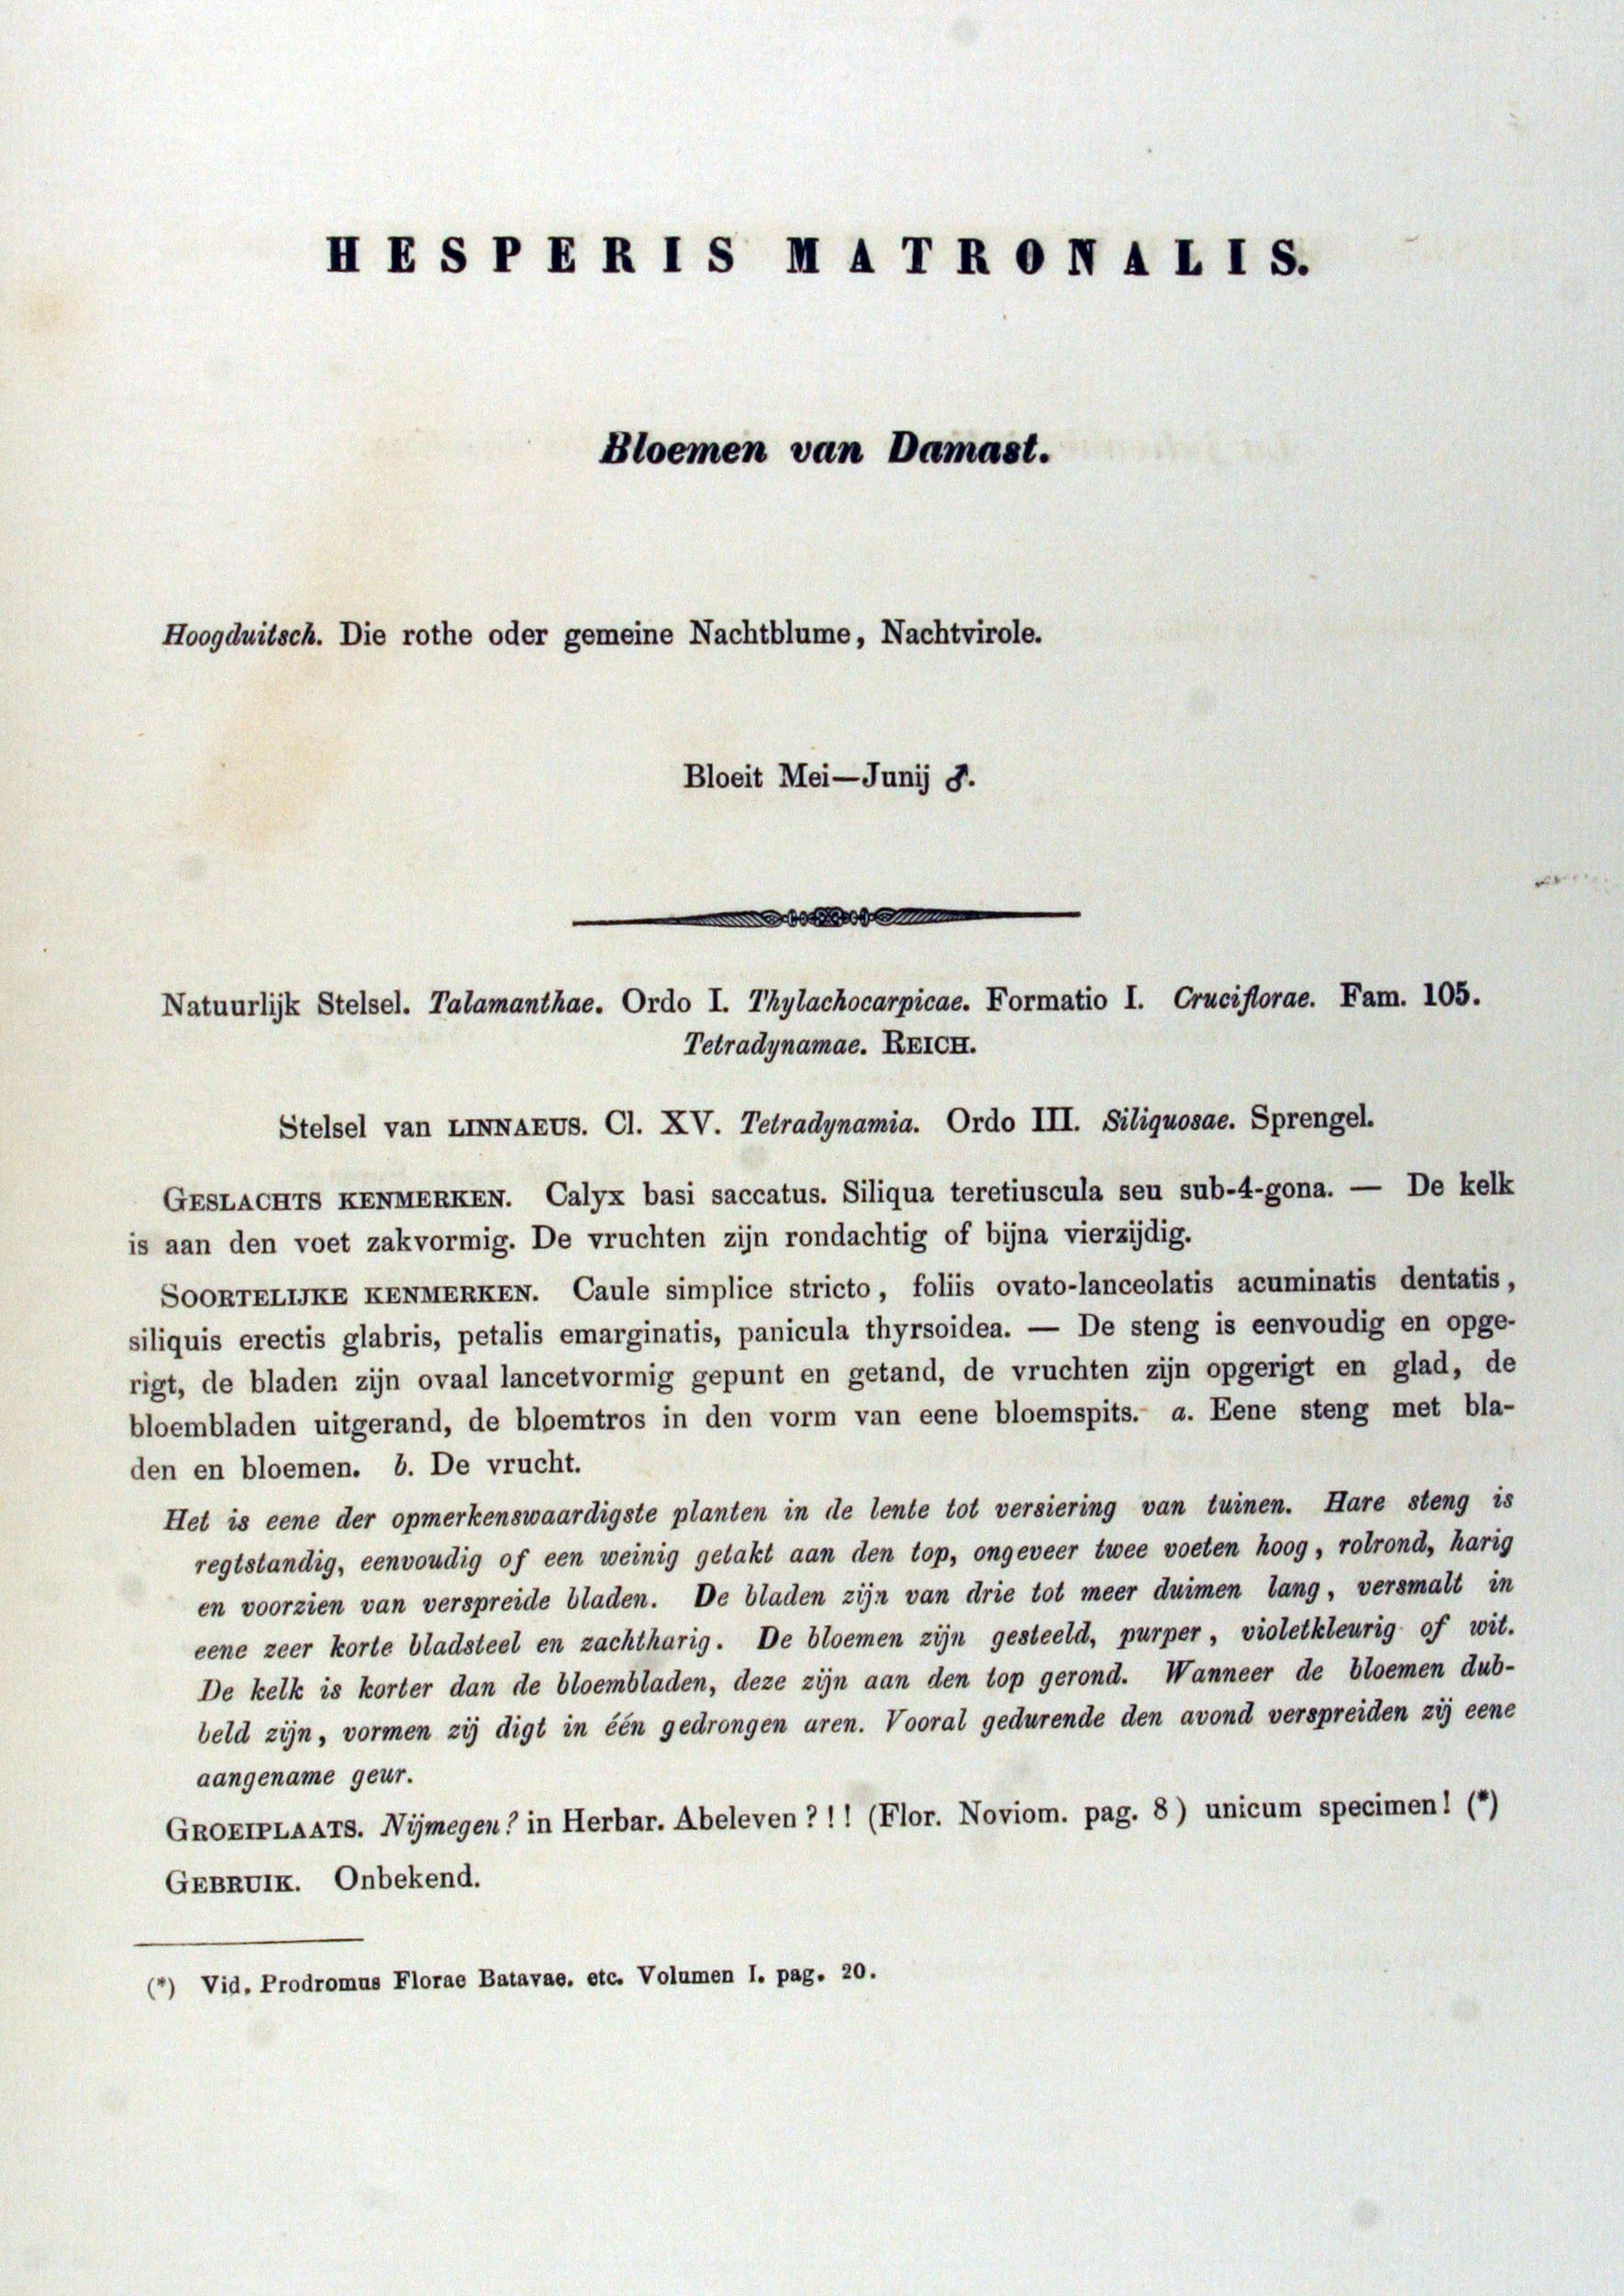 HESPERIS MATRONALIS.
Bloemen van Damast.
Hoogduitsch. Die rothe oder gemeine Nachtblume, Nachtvirole.
Bloeit Mei—Junij ♂.
Natuurlijk Stelsel. Talamanthae. Ordo I. Thylachocarpicae. Formatio I. Cruciflorae. Fam. 105.
Tetradynamae. REICH.
Stelsel van LINNAEUS. Cl. XV. Tetradynamia. Ordo III. Siliquosae. Sprengel.
GESLACHTS KENMERKEN. Calyx basi saccatus. Siliqua teretiuscula seu sub-4-gona. — De kelk
is aan den voet zakvormig. De vruchten zijn rondachtig of bijna vierzijdig.
SOORTELIJKE KENMERKEN. Caule simplice stricto, foliis ovato-lanceolatis acuminatis dentatis,
siliquis erectis glabris, petalis emarginatis, panicula thyrsoidea. — De steng is eenvoudig en opge-
rigt, de bladen zijn ovaal lancetvormig gepunt en getand, de vruchten zijn opgerigt en glad, de
bloembladen uitgerand, de bloemtros in den vorm van eene bloemspits. a. Eene steng met bla-
den en bloemen. b. De vrucht.
Het is eene der opmerkenswaardigste planten in de lente tot versiering van tuinen. Hare steng is
regtstandig, eenvoudig of een weinig getakt aan den top, ongeveer twee voeten hoog, rolrond, harig
en voorzien van verspreide bladen. De bladen zijn van drie tot meer duimen lang, versmalt in
eene zeer korte bladsteel en zachtharig. De bloemen zijn gesteeld, purper, violetkleurig of wit.
De kelk is korter dan de bloembladen, deze zijn aan den top gerond. Wanneer de bloemen dub-
beld zijn, vormen zij digt in één gedrongen aren. Vooral gedurende den avond verspreiden zij eene
aangename geur.
GROEIPLAATS. Nijmegen? in Herbar. Abeleven ? ! ! (Flor. Noviom. pag. 8) unicum specimen! (*)
GEBRUIK. Onbekend.
(*) Vid. Prodromus Florae Batavae. etc. Volumen I. pag. 20.